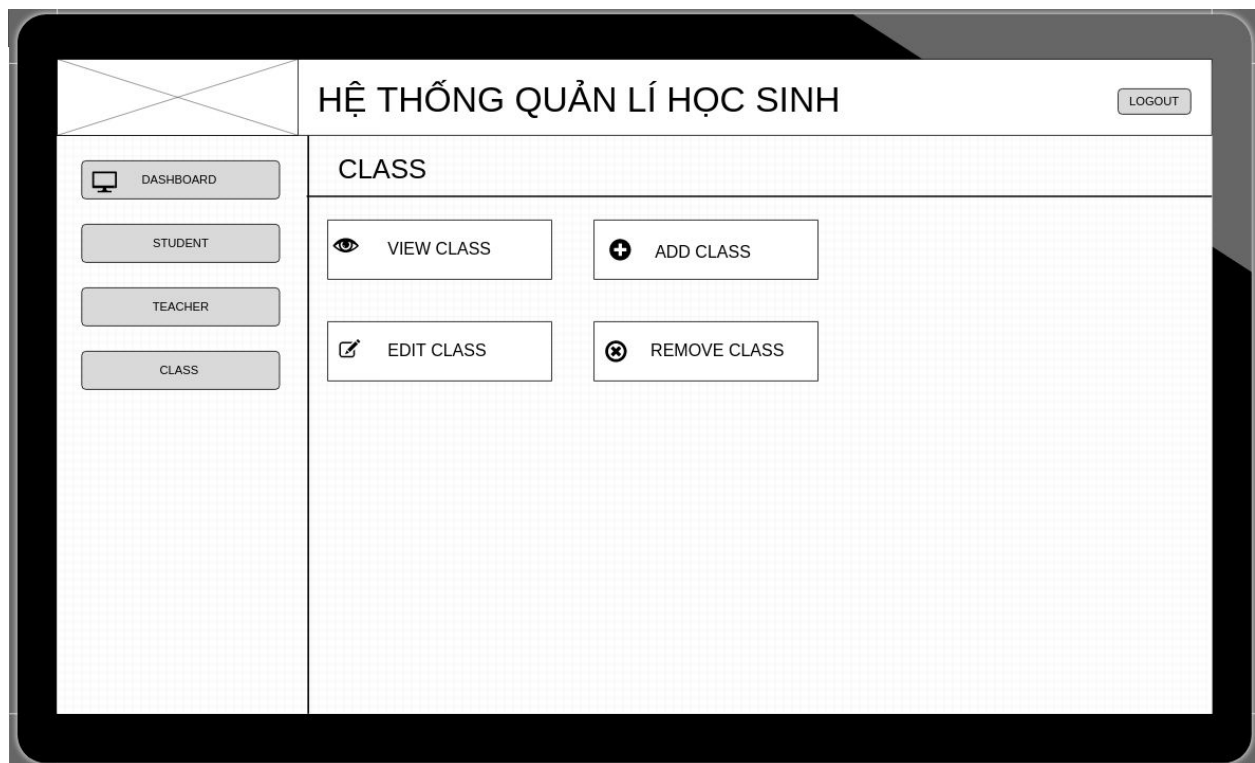 HỆ THỐNG QUẢN LÍ HỌC SINH
LOGOUT
DASHBOARD
STUDENT
TEACHER
CLASS
CLASS
VIEW CLASS
ADD CLASS
EDIT CLASS
REMOVE CLASS